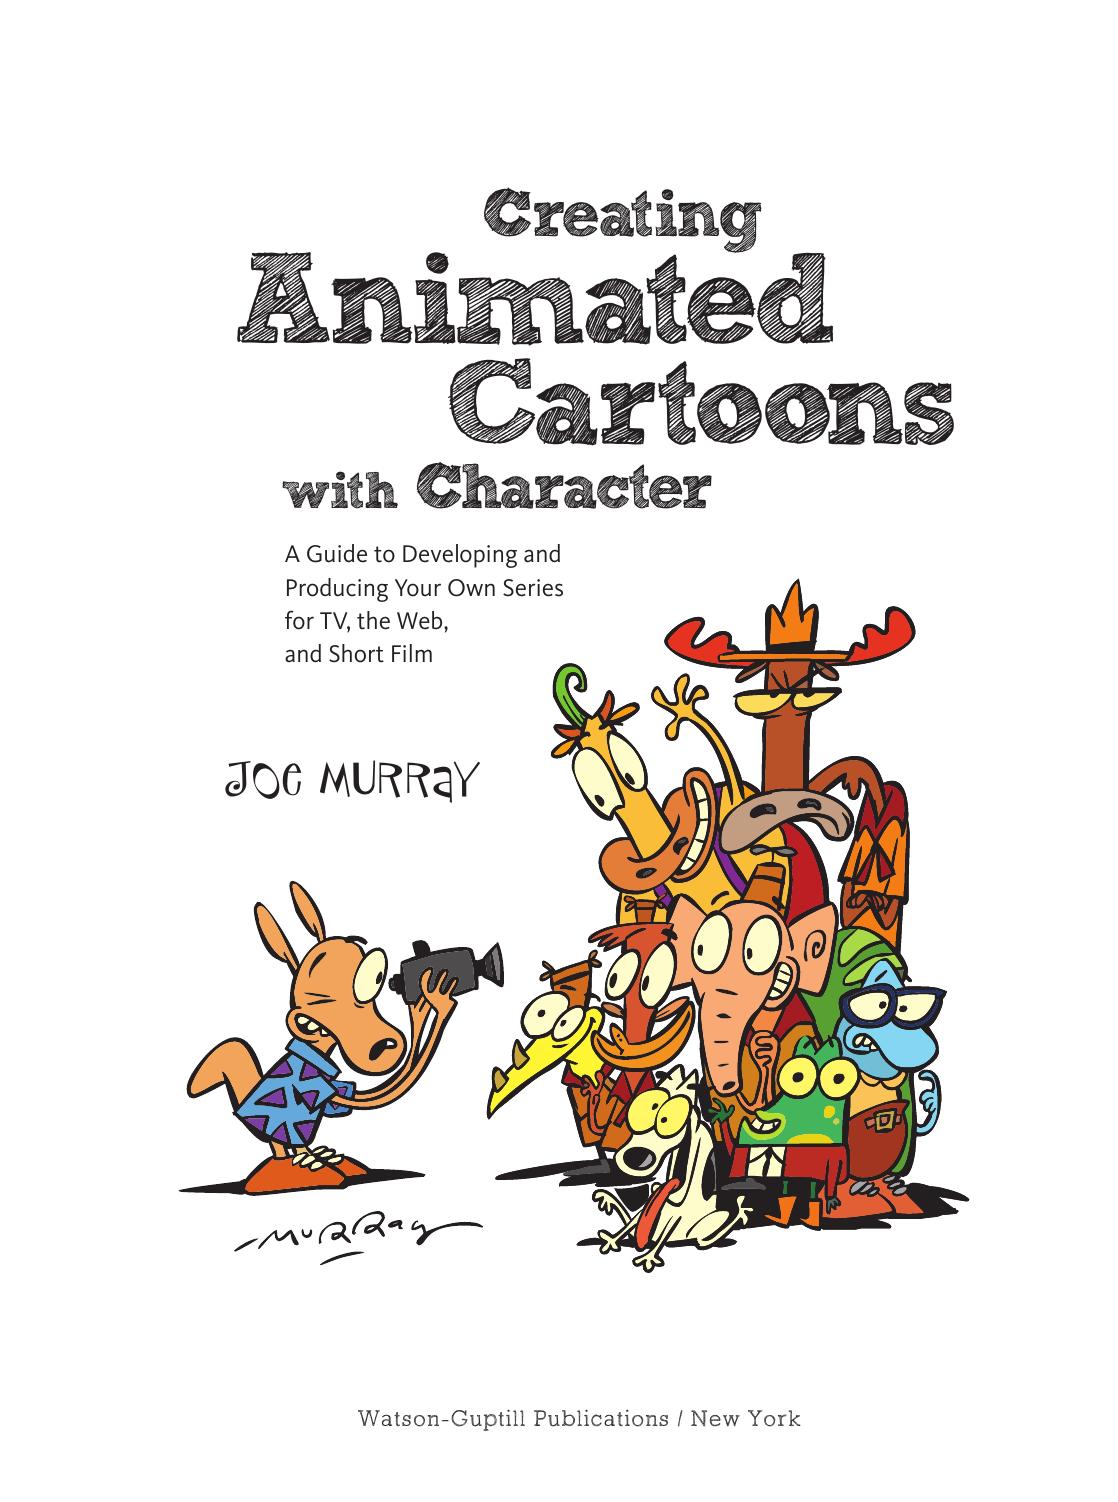 Creating
Animated
Cartoons
with Character
A Guide to Developing and
Producing Your Own Series
for TV, the Web,
and Short Film
JOE MURRAY
MURRay
Watson-Guptill Publications / New York